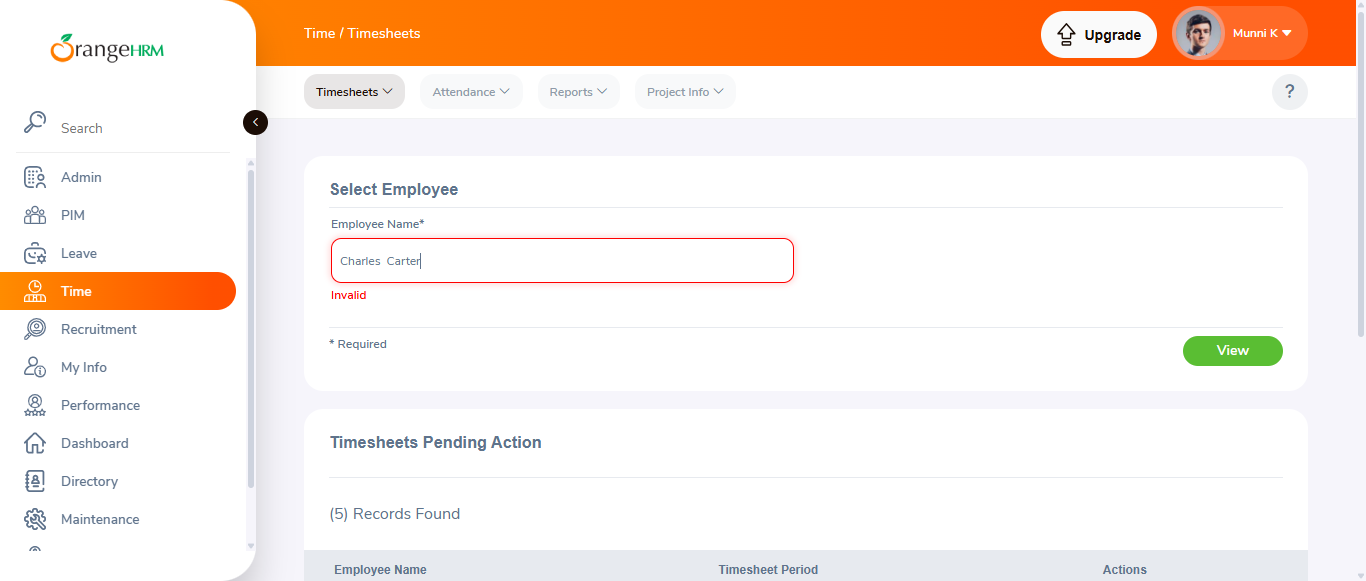 OrangeHRM
Time / Timesheets
Upgrade
Munni K
Timesheets
Attendance
Reports
Project Info
?
Search
Admin
PIM
Leave
Time
Recruitment
My Info
Performance
Dashboard
Directory
Maintenance
Select Employee
Employee Name*
Charles  Carter
Invalid
* Required
View
Timesheets Pending Action
(5) Records Found
Employee Name
Timesheet Period
Actions